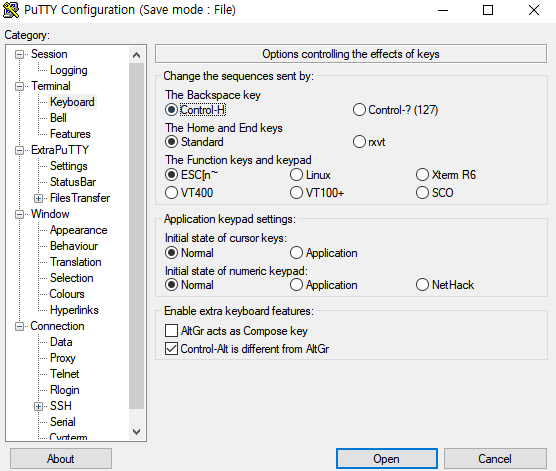 PuTTY Configuration (Save mode : File)
Category:
Session
Logging
Terminal
Keyboard
Bell
Features
ExtraPuTTY
Settings
StatusBar
FilesTransfer
Window
Appearance
Behaviour
Translation
Selection
Colours
Hyperlinks
Connection
Data
Proxy
Telnet
Rlogin
SSH
Serial
Cygterm
Options controlling the effects of keys
Change the sequences sent by:
The Backspace key
Control-H Control-? (127)
The Home and End keys
Standard rxvt
The Function keys and keypad
ESC[n~ Linux Xterm R6
VT400 VT100+ SCO
Application keypad settings:
Initial state of cursor keys:
Normal Application
Initial state of numeric keypad:
Normal Application NetHack
Enable extra keyboard features:
AltGr acts as Compose key
Control-Alt is different from AltGr
About Open Cancel